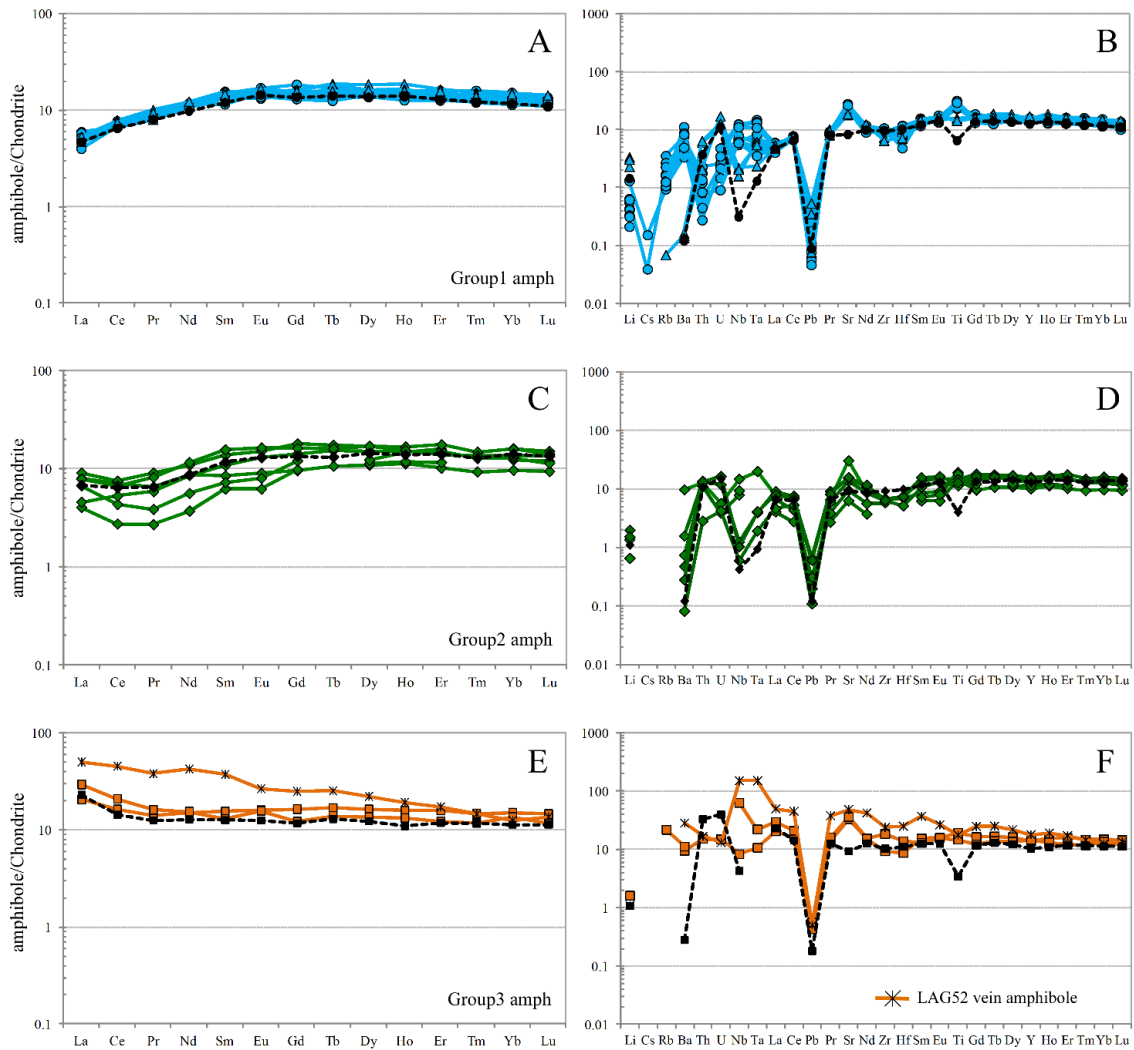 A
amphibole/Chondrite
100
10
1
0.1
Group1 amph
La Ce Pr Nd Sm Eu Gd Tb Dy Ho Er Tm Yb Lu
B
1000
100
10
1
0.1
0.01
Li Cs Rb Ba Th U Nb Ta La Ce Pb Pr Sr Nd Zr Hf Sm Eu Ti Gd Tb Dy Y Ho Er Tm Yb Lu
C
amphibole/Chondrite
100
10
1
0.1
Group2 amph
La Ce Pr Nd Sm Eu Gd Tb Dy Ho Er Tm Yb Lu
D
1000
100
10
1
0.1
0.01
Li Cs Rb Ba Th U Nb Ta La Ce Pb Pr Sr Nd Zr Hf Sm Eu Ti Gd Tb Dy Y Ho Er Tm Yb Lu
E
amphibole/Chondrite
100
10
1
0.1
Group3 amph
La Ce Pr Nd Sm Eu Gd Tb Dy Ho Er Tm Yb Lu
F
1000
100
10
1
0.1
0.01
LAG52 vein amphibole
Li Cs Rb Ba Th U Nb Ta La Ce Pb Pr Sr Nd Zr Hf Sm Eu Ti Gd Tb Dy Y Ho Er Tm Yb Lu